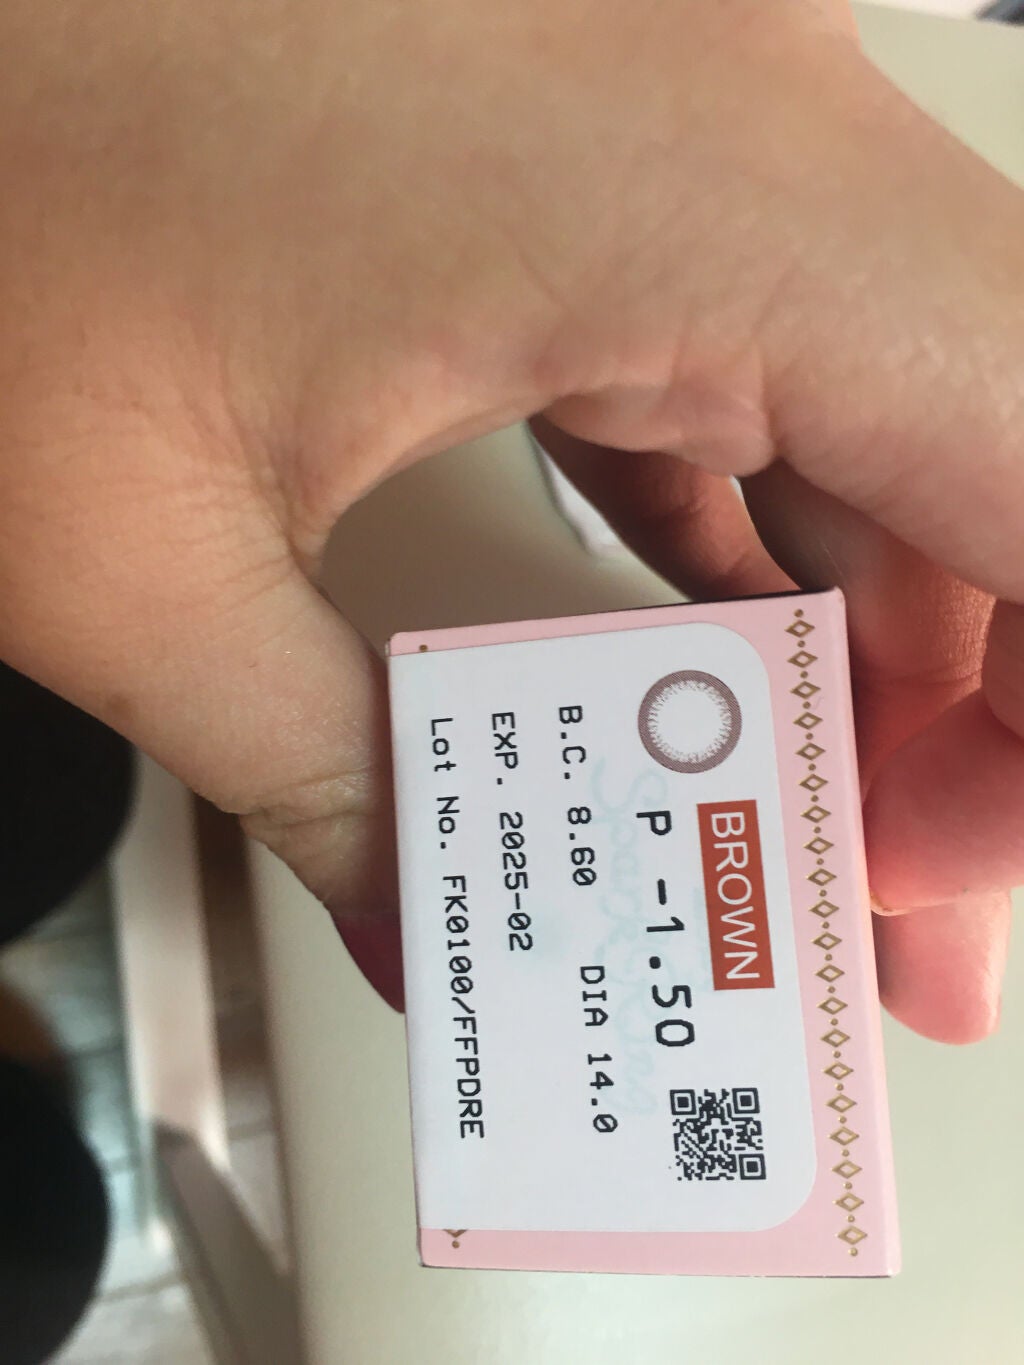 BROWN
P -1.50
B.C. 8.60 DIA 14.0
EXP. 2025-02
Lot No. FK0100/FFPDRE